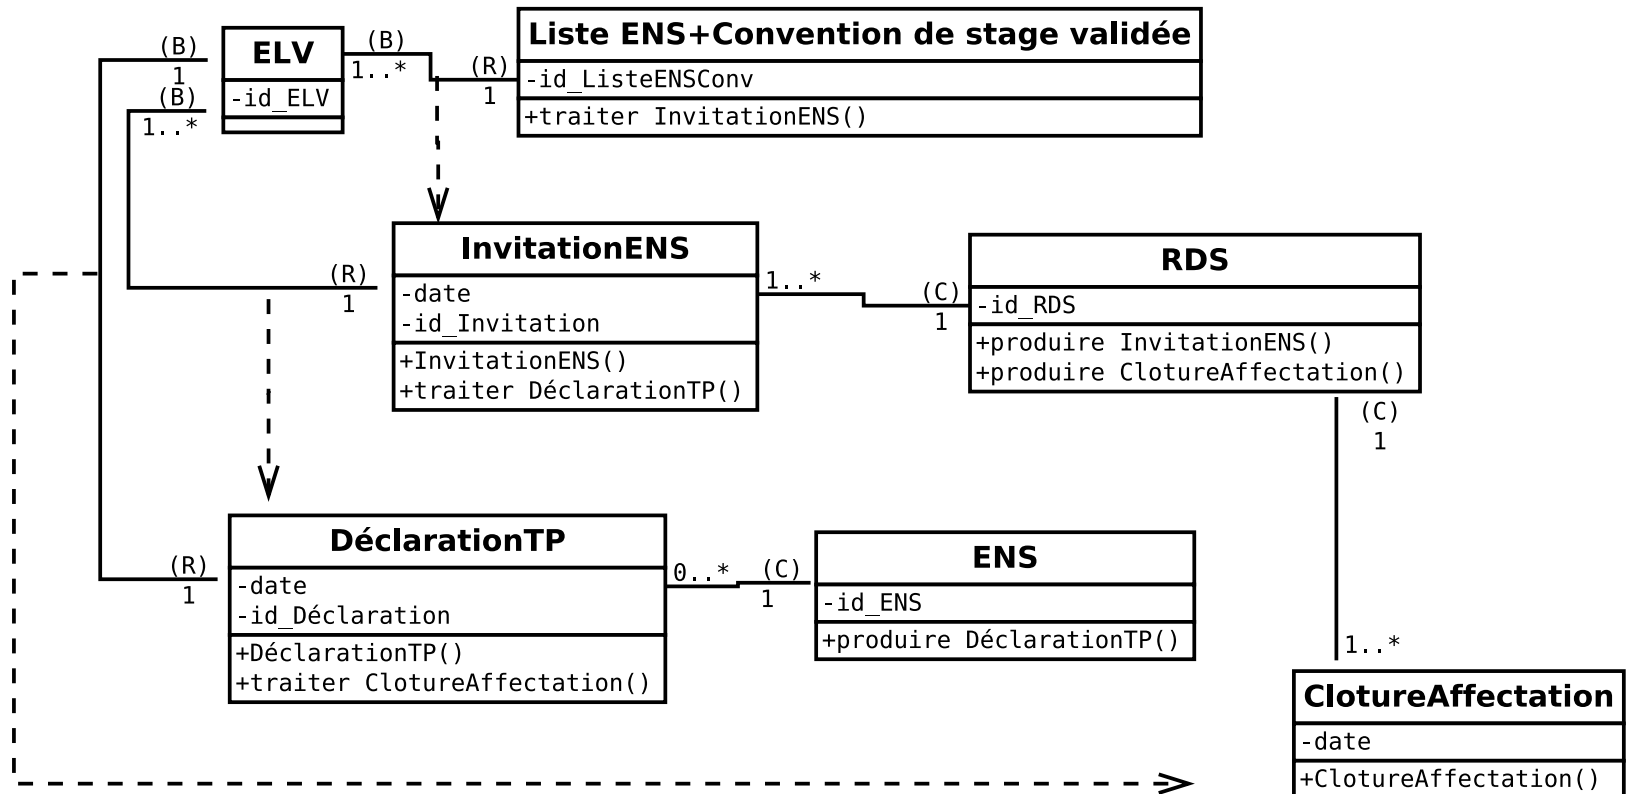 (B)
1
(B)
1..*
ELV
-id_ELV
(B)
1..*
(R)
1
Liste ENS+Convention de stage validée
-id_ListeENSConv
+traiter InvitationENS()
(R)
1
InvitationENS
-date
-id_Invitation
+InvitationENS()
+traiter DéclarationTP()
1..*
(C)
1
RDS
-id_RDS
+produire InvitationENS()
+produire ClotureAffectation()
(C)
1
(R)
1
DéclarationTP
-date
-id_Déclaration
+DéclarationTP()
+traiter ClotureAffectation()
0..*
(C)
1
ENS
-id_ENS
+produire DéclarationTP()
1..*
ClotureAffectation
-date
+ClotureAffectation()